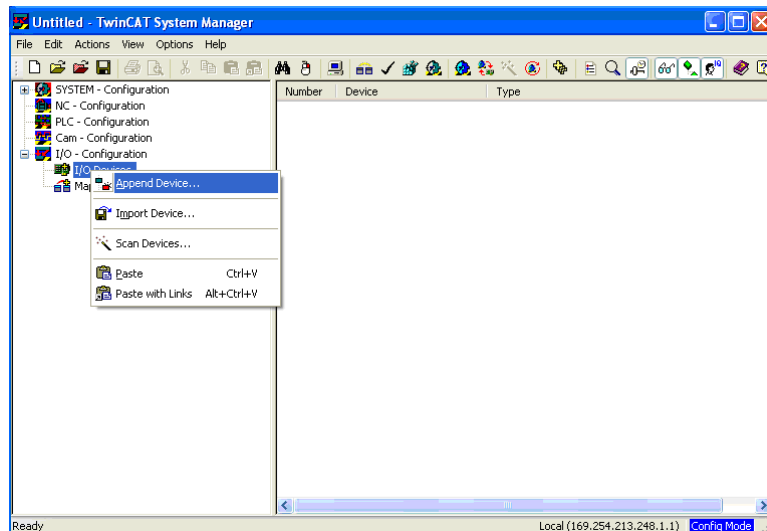 Untitled - TwinCAT System Manager
File Edit Actions View Options Help
SYSTEM - Configuration
NC - Configuration
PLC - Configuration
Cam - Configuration
I/O - Configuration
I/O Devices
Append Device...
Import Device...
Scan Devices...
Paste Ctrl+V
Paste with Links Alt+Ctrl+V
Number Device Type
Ready Local (169.254.213.248.1.1) Config Mode